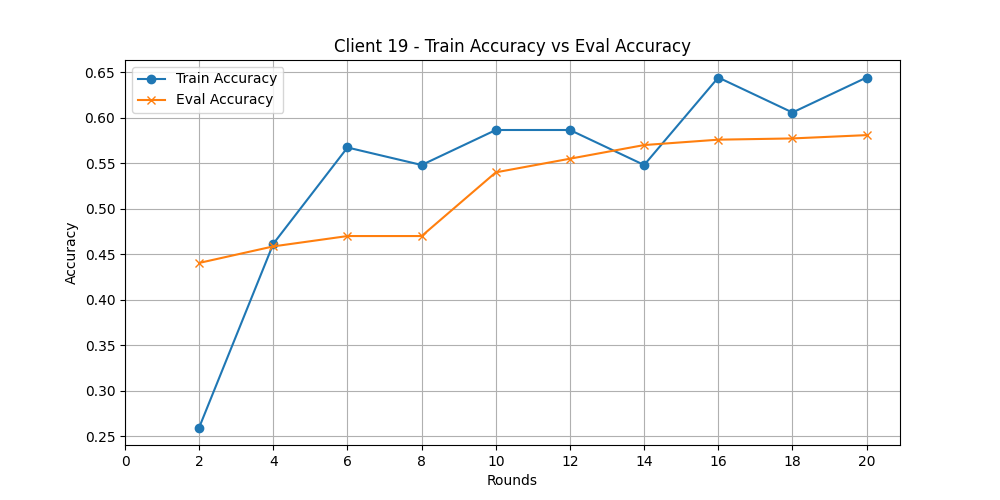 Client 19 - Train Accuracy vs Eval Accuracy
Train Accuracy
Eval Accuracy
0.65
0.60
0.55
0.50
0.45
0.40
0.35
0.30
0.25
Accuracy
0 2 4 6 8 10 12 14 16 18 20
Rounds